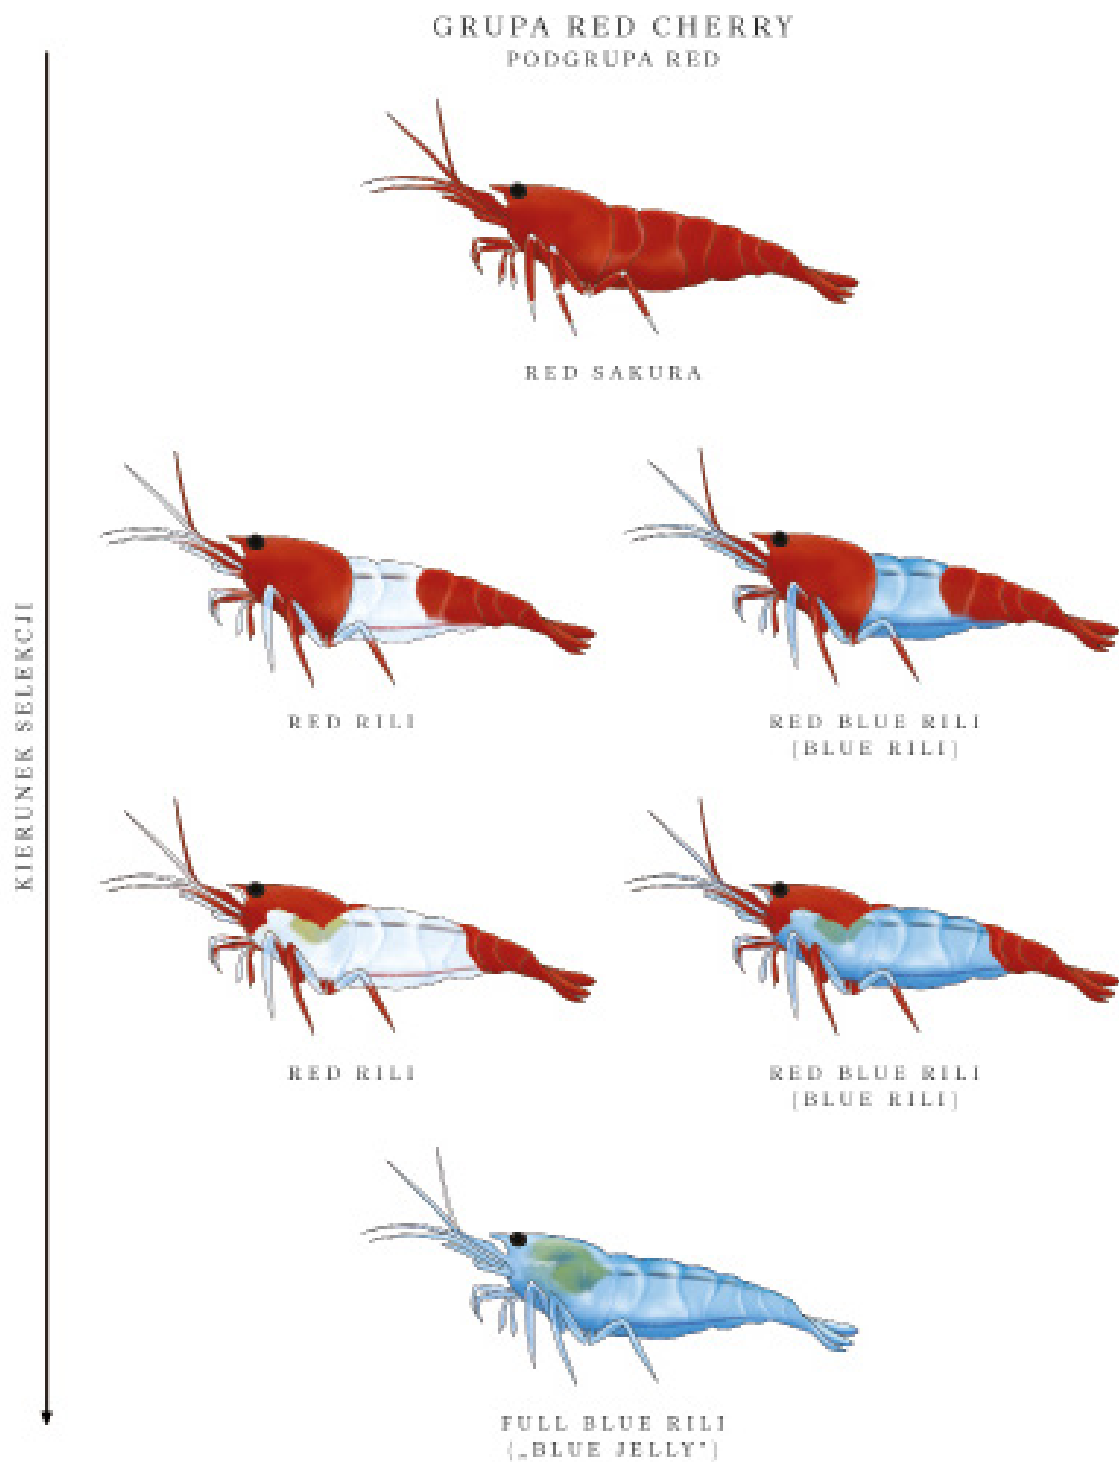 GRUPA RED CHERRY
PODGRUPA RED
RED SAKURA
RED RILI
RED BLUE RILI
[BLUE RILI]
RED RILI
RED BLUE RILI
[BLUE RILI]
FULL BLUE RILI
(„BLUE JELLY”)
KIERUNEK SELEKCJI